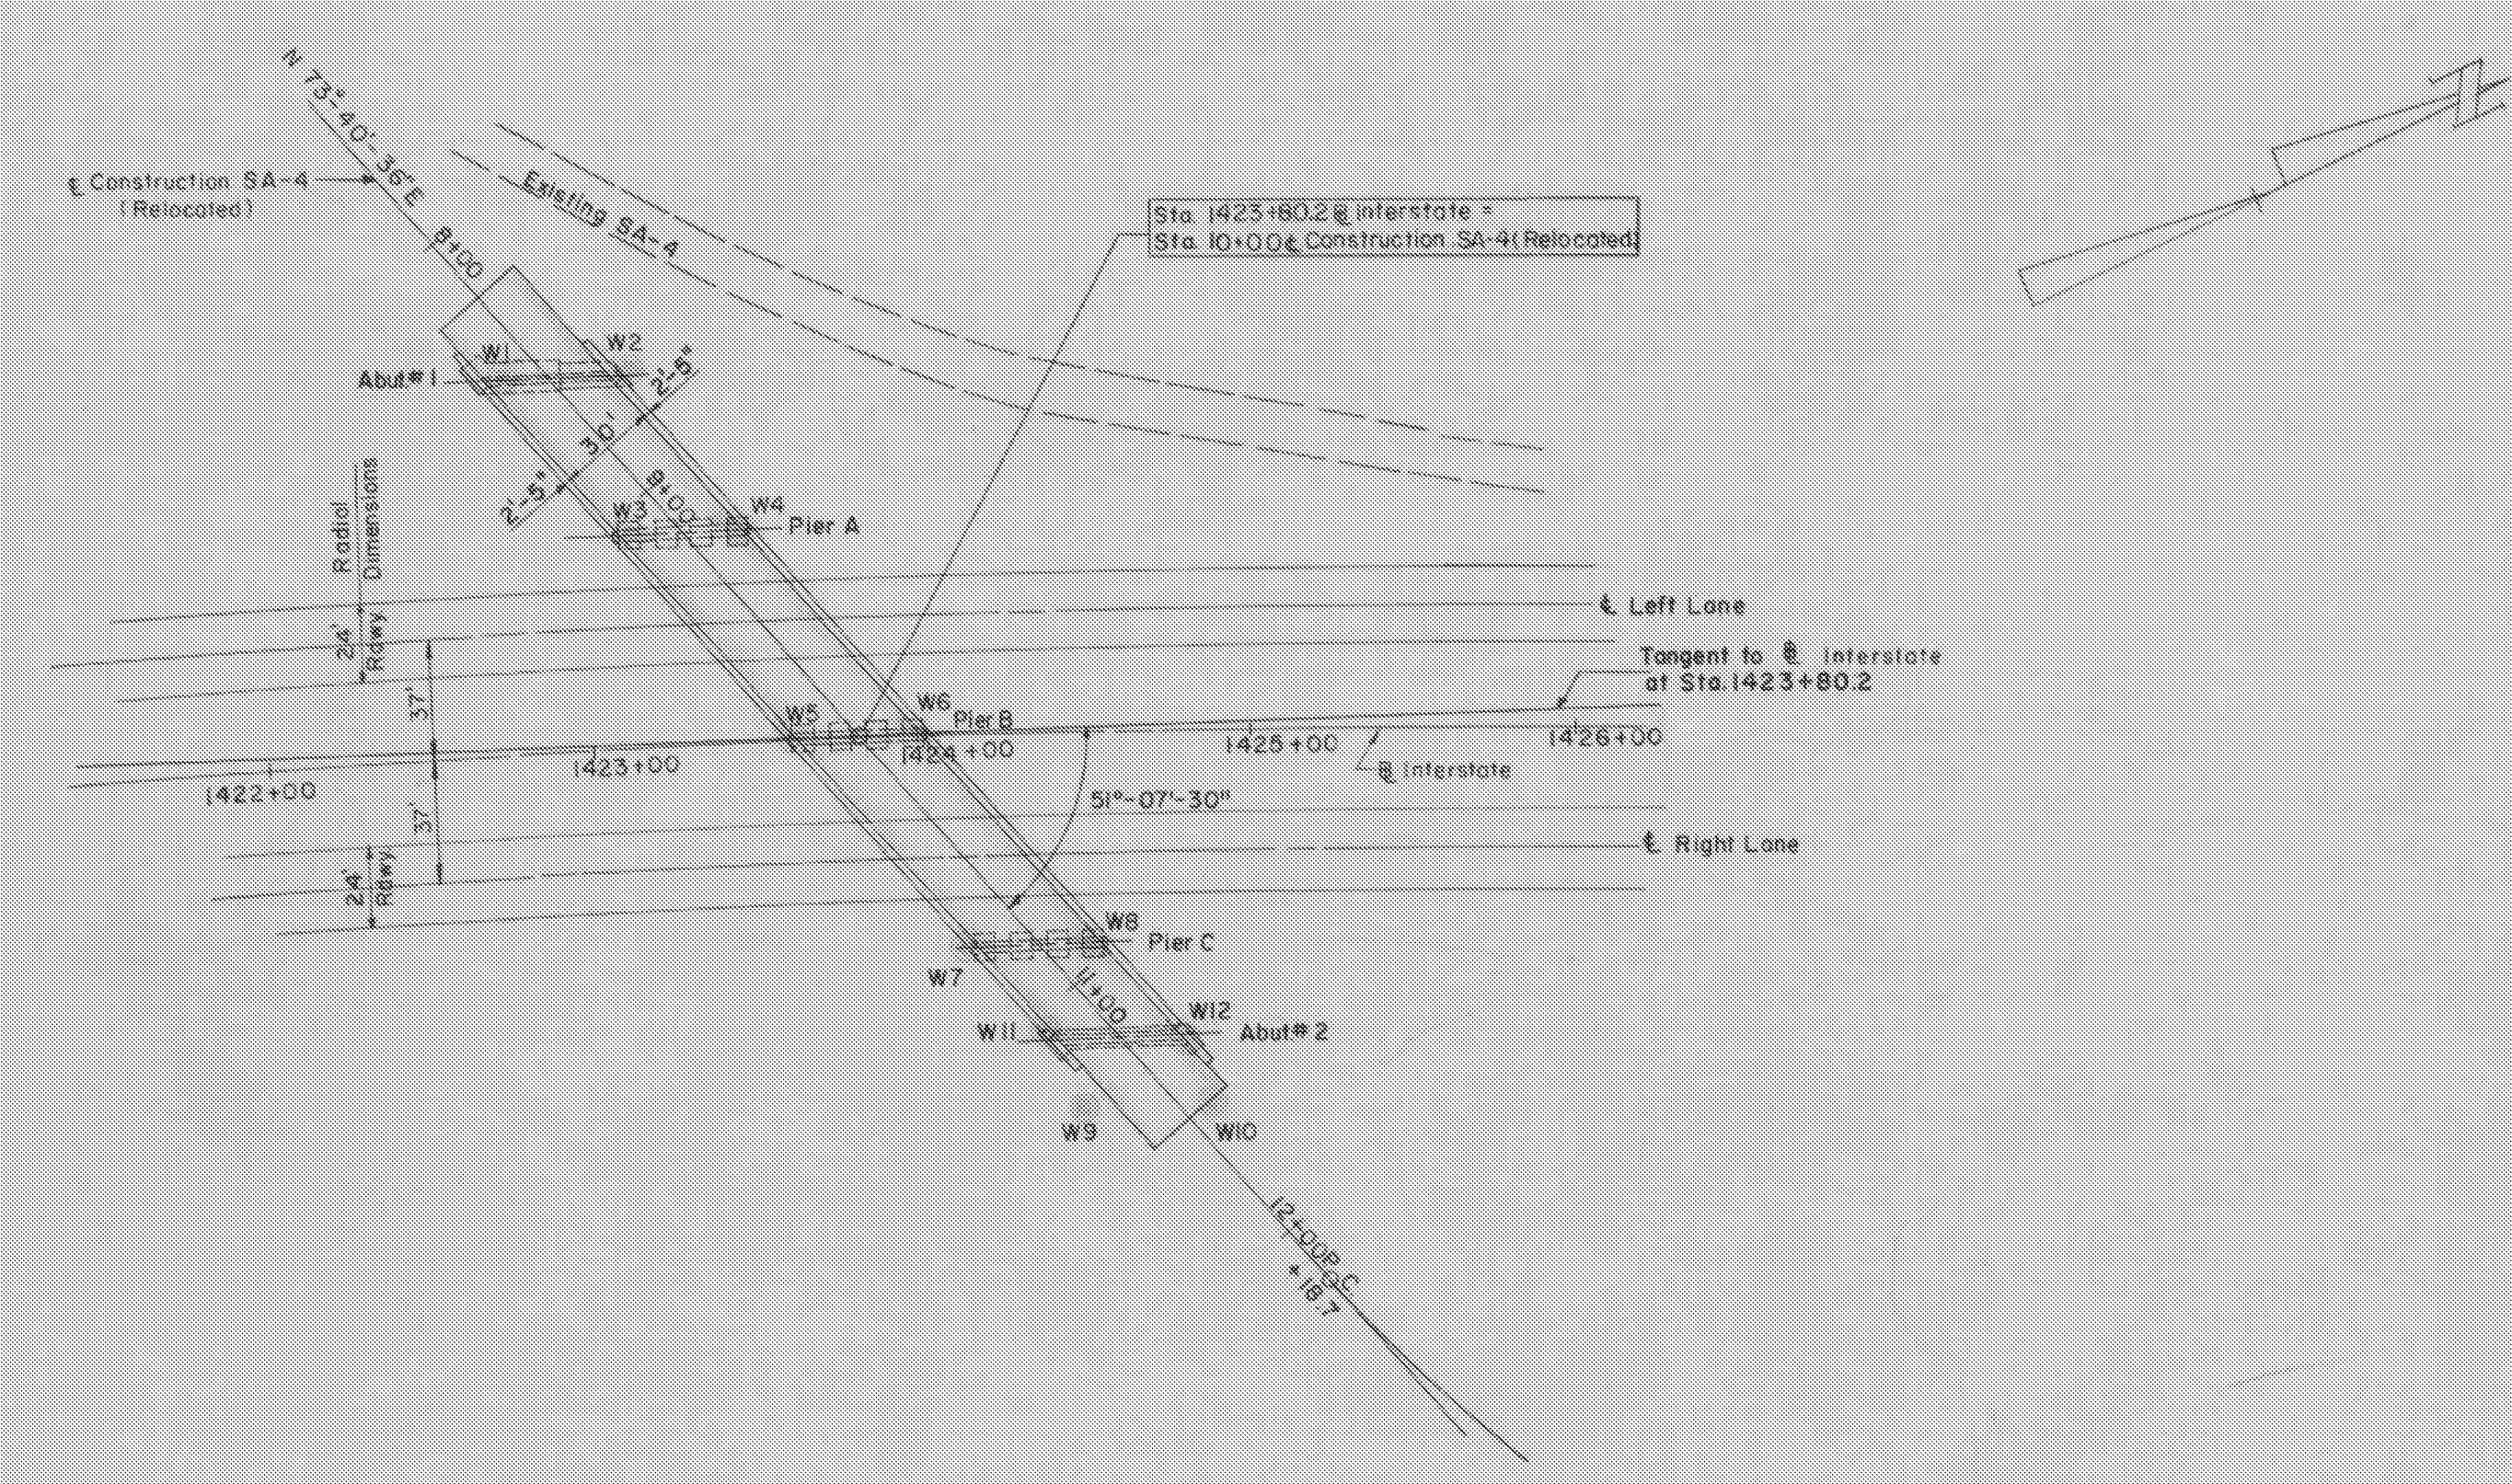 N 73°-40'-36"E
℄ Construction SA-4
(Relocated)
8+00
Existing SA-4
Sta. 1423+80.2 ℄ Interstate =
Sta. 10+00 ℄ Construction SA-4 (Relocated)
N
W1
W2
Abut.#1
2'-5"
30'
2'-5"
9+00
W3
W4
Pier A
Radial
Dimensions
24'
Rdwy
℄ Left Lane
37'
Tangent to ℄ Interstate
at Sta. 1423+80.2
W5
W6
Pier B
1422+00
1423+00
1424+00
1425+00
1426+00
℄ Interstate
37'
51°-07'-30"
24'
Rdwy
℄ Right Lane
W7
W8
Pier C
11+00
W11
W12
Abut.#2
W9
W10
12+00
P.C.
+18.7